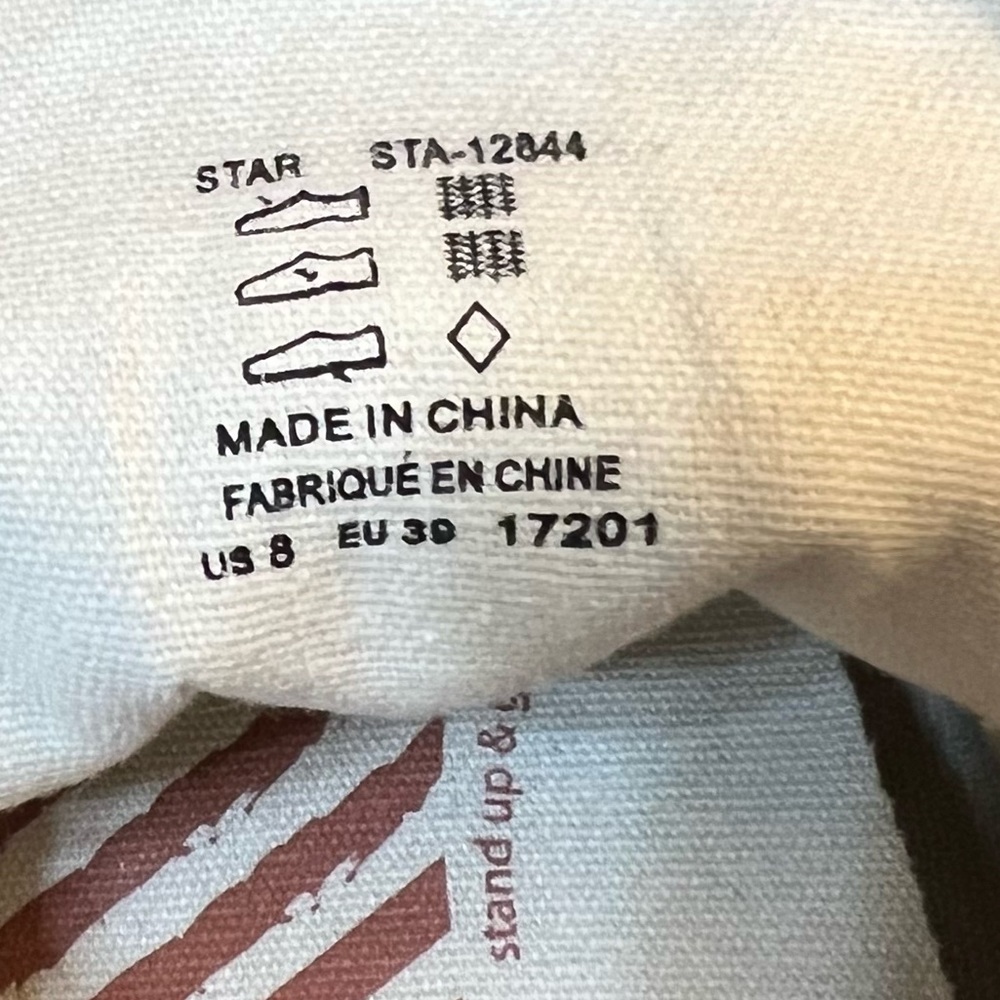 STAR STA-12844
MADE IN CHINA
FABRIQUÉ EN CHINE
US 8 EU 39 17201
stand up &